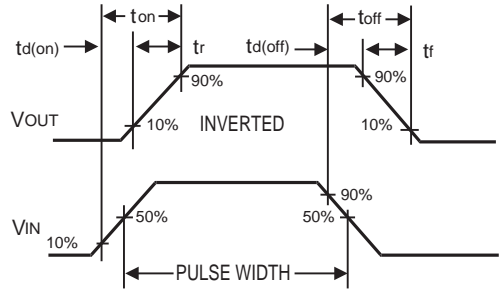 ton toff
td(on) tr td(off) tf
90% 90%
VOUT 10% INVERTED 10%
90%
50% 50%
VIN 10%
PULSE WIDTH